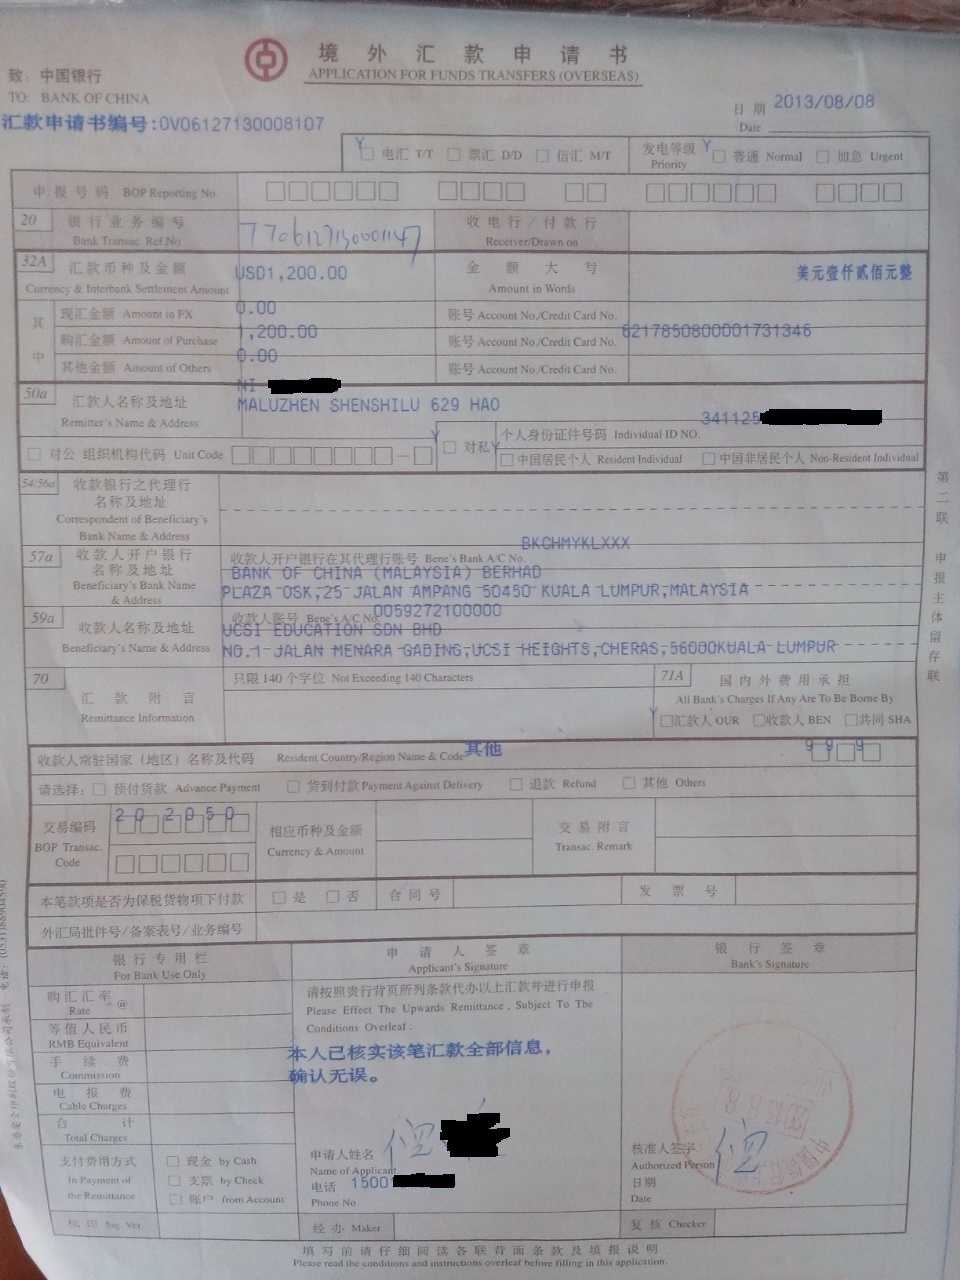 境外汇款申请书
APPLICATION FOR FUNDS TRANSFERS (OVERSEAS)
致：中国银行
TO: BANK OF CHINA
日期 2013/08/08
Date
汇款申请书编号:OV06127130008107
Y 电汇 T/T 票汇 D/D 信汇 M/T 发电等级 Priority Y 普通 Normal 加急 Urgent
申报号码 BOP Reporting No.
20 银行业务编号 收电行/付款行
Bank Transac. Ref.No. Receiver/Drawn on
32A 汇款币种及金额 USD1,200.00 金额大写 美元壹仟贰佰元整
Currency & Interbank Settlement Amount Amount in Words
其中
现汇金额 Amount in FX 0.00 账号 Account No./Credit Card No.
购汇金额 Amount of Purchase 1,200.00 账号 Account No./Credit Card No. 6217850800001731346
其他金额 Amount of Others 0.00 账号 Account No./Credit Card No.
50a 汇款人名称及地址 NI
Remitter's Name & Address MALUZHEN SHENSHILU 629 HAO
对公 组织机构代码 Unit Code Y 对私 个人身份证件号码 Individual ID NO. 341125
Y 中国居民个人 Resident Individual 中国非居民个人 Non-Resident Individual
54/56a 收款银行之代理行
名称及地址
Correspondent of Beneficiary's
Bank Name & Address
57a 收款人开户银行 收款人开户银行在其代理行账号 Bene's Bank A/C No. BKCHMYKLXXX
名称及地址 BANK OF CHINA (MALAYSIA) BERHAD
Beneficiary's Bank Name PLAZA OSK,25 JALAN AMPANG 50450 KUALA LUMPUR,MALAYSIA
& Address
59a 收款人账号 Bene's A/C No. 0059272100000
收款人名称及地址 UCSI EDUCATION SDN BHD
Beneficiary's Name & Address NO.1 JALAN MENARA GADING,UCSI HEIGHTS,CHERAS,56000KUALA LUMPUR
70 汇款附言 只限140个字位 Not Exceeding 140 Characters
Remittance Information
71A 国内外费用承担
All Bank's Charges If Any Are To Be Borne By
Y 汇款人 OUR 收款人 BEN 共同 SHA
收款人常驻国家（地区）名称及代码 Resident Country/Region Name & Code 其他 999
请选择: 预付货款 Advance Payment 货到付款 Payment Against Delivery 退款 Refund 其他 Others
交易编码 202050 相应币种及金额 交易附言
BOP Transac. Code Currency & Amount Transac. Remark
本笔款项是否为保税货物项下付款 是 否 合同号 发票号
外汇局批件号/备案表号/业务编号
银行专用栏 申请人签章 银行签章
For Bank Use Only Applicant's Signature Bank's Signature
购汇汇率 @
Rate
等值人民币
RMB Equivalent
手续费
Commission
电报费
Cable Charges
合计
Total Charges
支付费用方式 现金 by Cash
In Payment of 支票 by Check
the Remittance 账户 from Account
核印 Sig. Ver.
请按照贵行背页所列条款代办以上汇款并进行申报
Please Effect The Upwards Remittance, Subject To The
Conditions Overleaf:
本人已核实该笔汇款全部信息，
确认无误。
申请人姓名 倪
Name of Applicant
电话 1500
Phone No.
核准人签字 倪
Authorized Person
日期
Date
经办 Maker 复核 Checker
填写前请仔细阅读各联背面条款及填报说明
Please read the conditions and instructions overleaf before filling in this application.
第二联 申报主体留存联